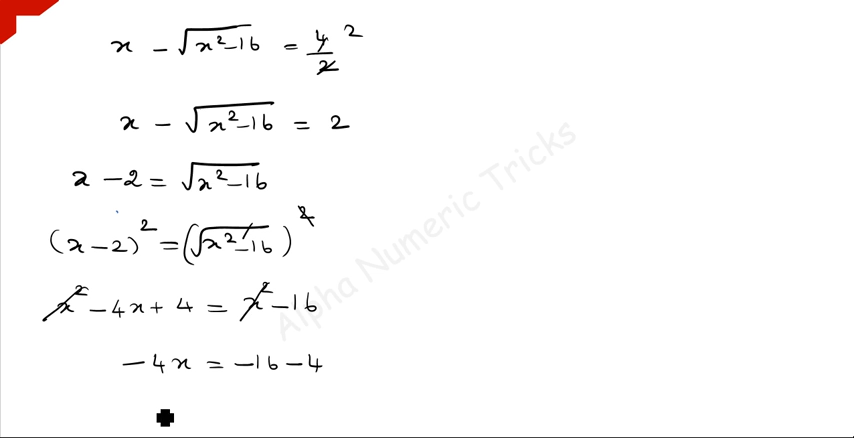 x - √(x²-16) = 4/2 2
x - √(x²-16) = 2
x - 2 = √(x²-16)
(x-2)² = (√(x²-16))²
x² - 4x + 4 = x² - 16
-4x = -16 - 4
Alpha Numeric Tricks